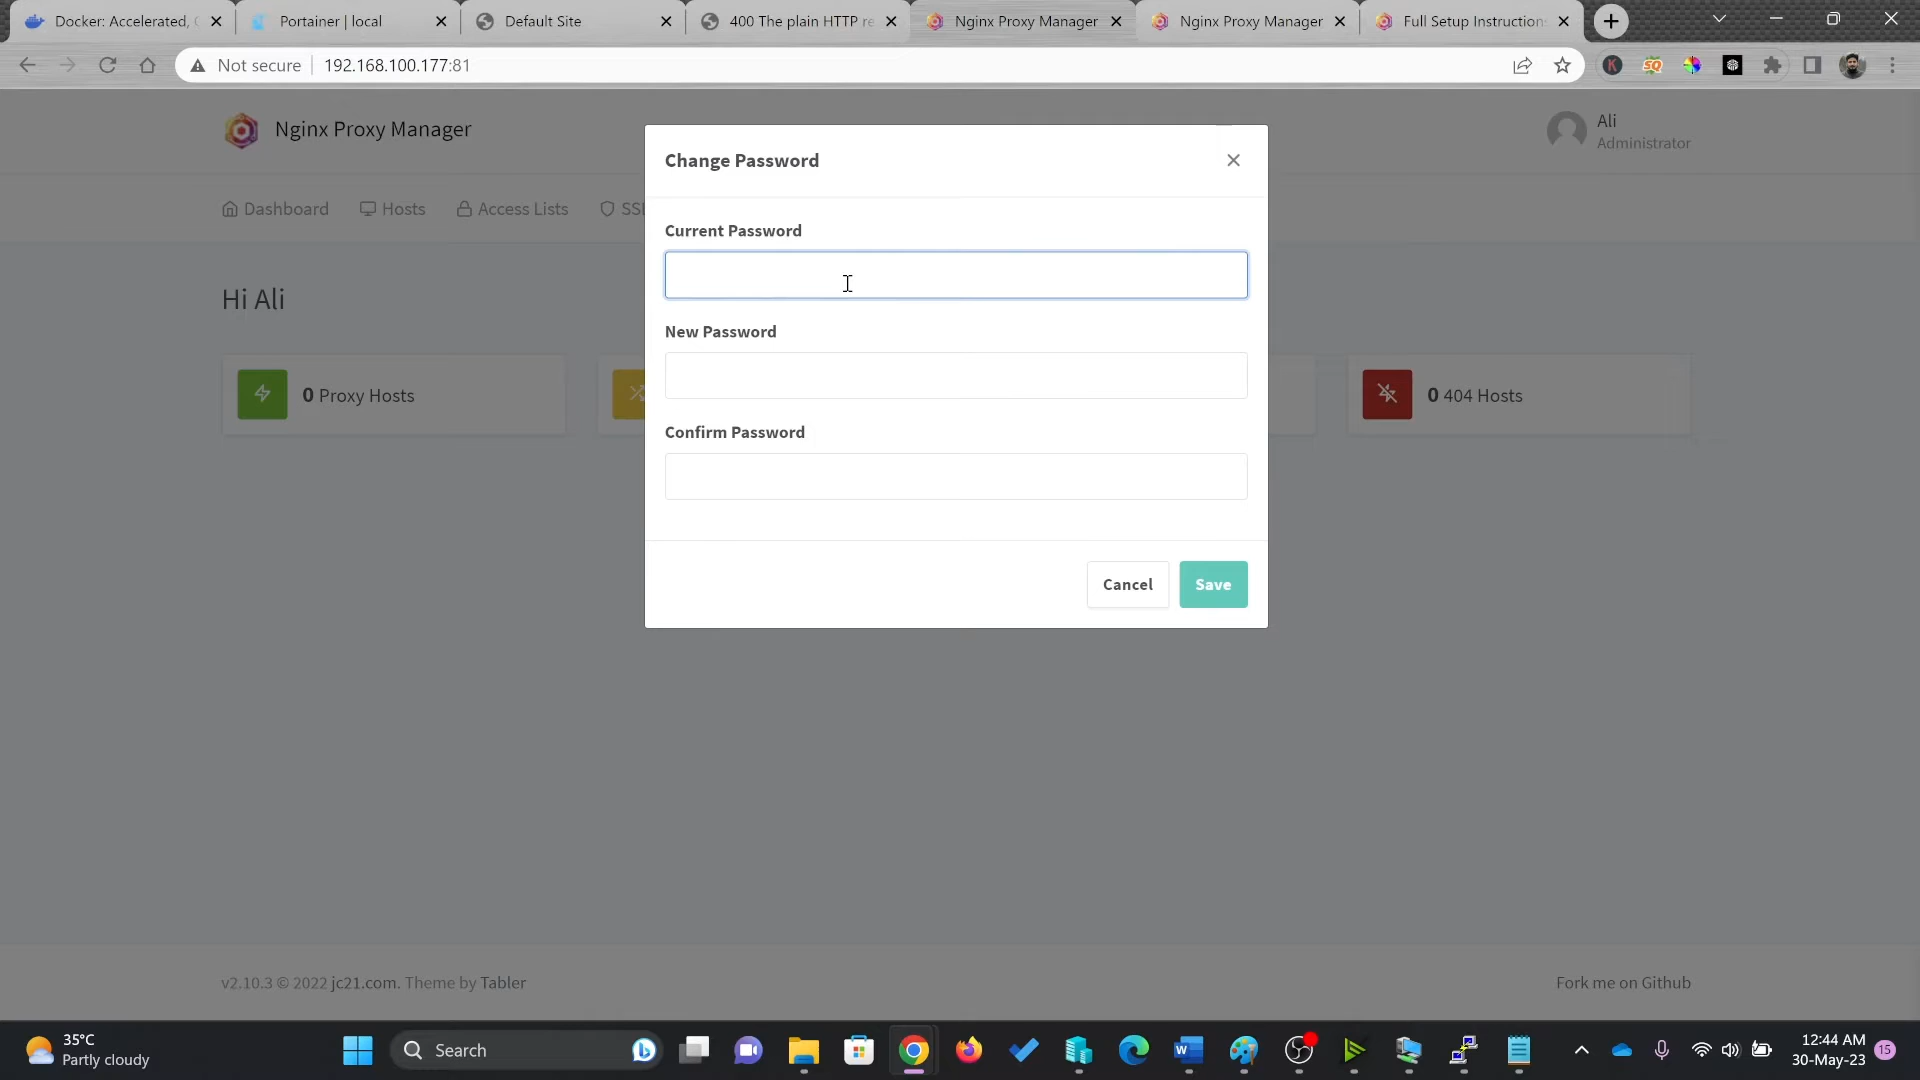 Docker: Accelerated,
Portainer | local
Default Site
400 The plain HTTP re
Nginx Proxy Manager
Nginx Proxy Manager
Full Setup Instruction
Not secure
192.168.100.177:81
Nginx Proxy Manager
Ali
Administrator
Dashboard
Hosts
Access Lists
SSL
Hi Ali
0 Proxy Hosts
0 404 Hosts
Change Password
Current Password
New Password
Confirm Password
Cancel
Save
v2.10.3 © 2022 jc21.com. Theme by Tabler
Fork me on Github
35°C
Partly cloudy
Search
12:44 AM
30-May-23
15